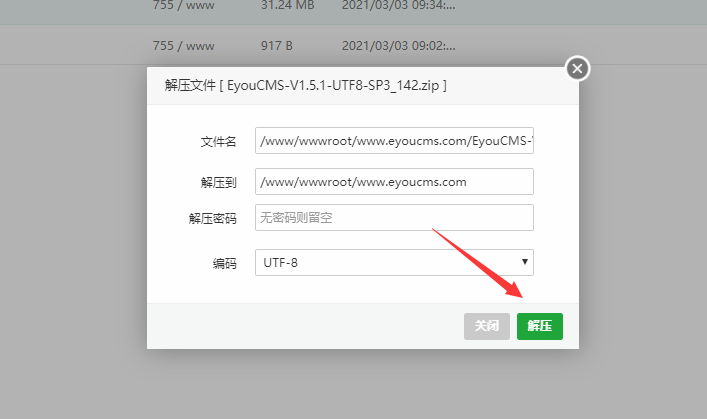 755 / www 31.24 MB 2021/03/03 09:34:...
755 / www 917 B 2021/03/03 09:02:...
解压文件 [ EyouCMS-V1.5.1-UTF8-SP3_142.zip ]
文件名 /www/wwwroot/www.eyoucms.com/EyouCMS-
解压到 /www/wwwroot/www.eyoucms.com
解压密码 无密码则留空
编码 UTF-8
关闭 解压